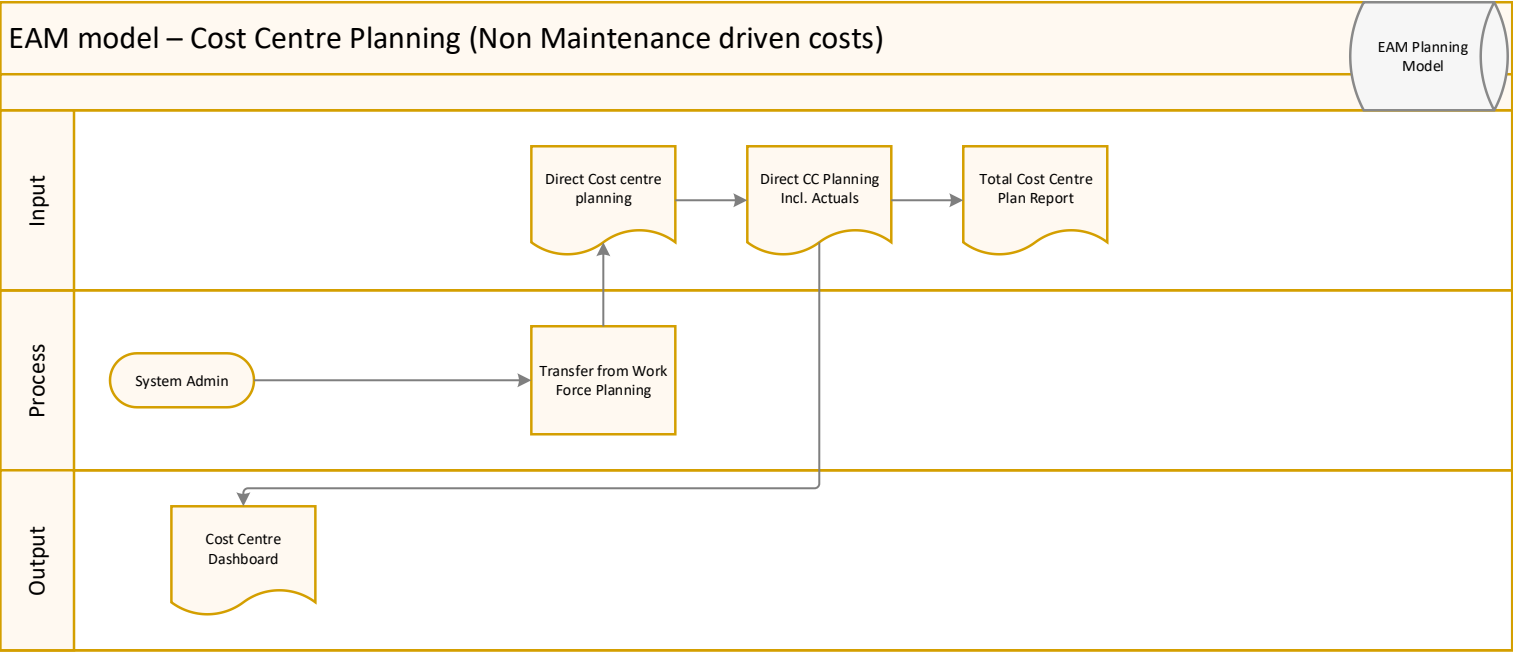 EAM model – Cost Centre Planning (Non Maintenance driven costs)
EAM Planning
Model
Input
Direct Cost centre
planning
Direct CC Planning
Incl. Actuals
Total Cost Centre
Plan Report
Process
System Admin
Transfer from Work
Force Planning
Output
Cost Centre
Dashboard